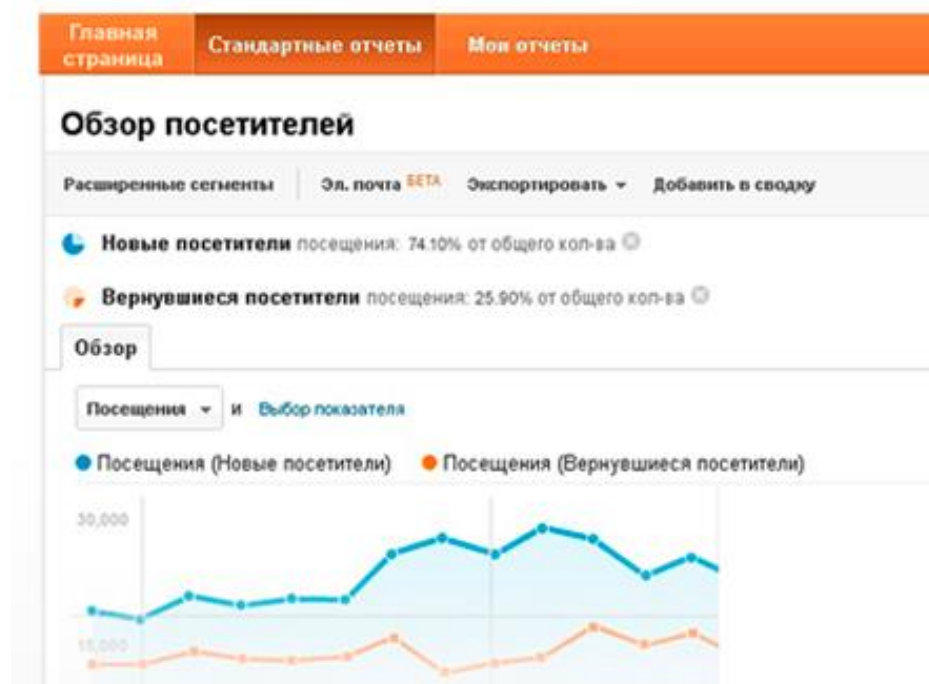 Главная
страница
Стандартные отчеты
Мои отчеты
Обзор посетителей
Расширенные сегменты
Эл. почта БЕТА
Экспортировать
Добавить в сводку
Новые посетители посещения: 74.10% от общего кол-ва
Вернувшиеся посетители посещения: 25.90% от общего кол-ва
Обзор
Посещения и Выбор показателя
Посещения (Новые посетители) Посещения (Вернувшиеся посетители)
30,000
15,000